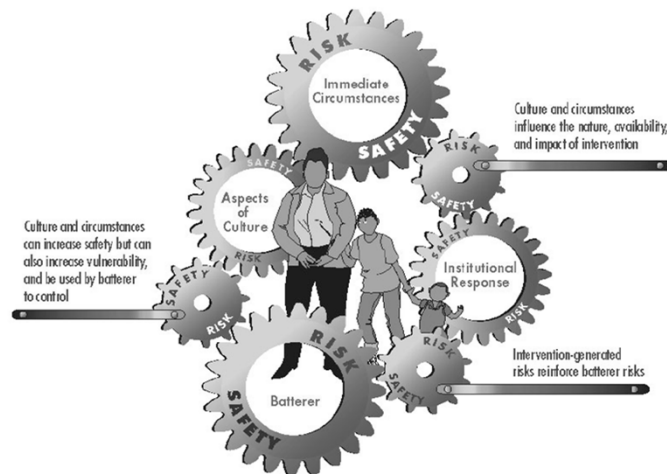 RISK
Immediate
Circumstances
SAFETY
Culture and circumstances
influence the nature, availability,
and impact of intervention
RISK
SAFETY
SAFETY
Aspects
of
Culture
RISK
Culture and circumstances
can increase safety but can
also increase vulnerability,
and be used by batterer
to control
SAFETY
RISK
SAFETY
Institutional
Response
RISK
RISK
Batterer
SAFETY
RISK
SAFETY
Intervention-generated
risks reinforce batterer risks